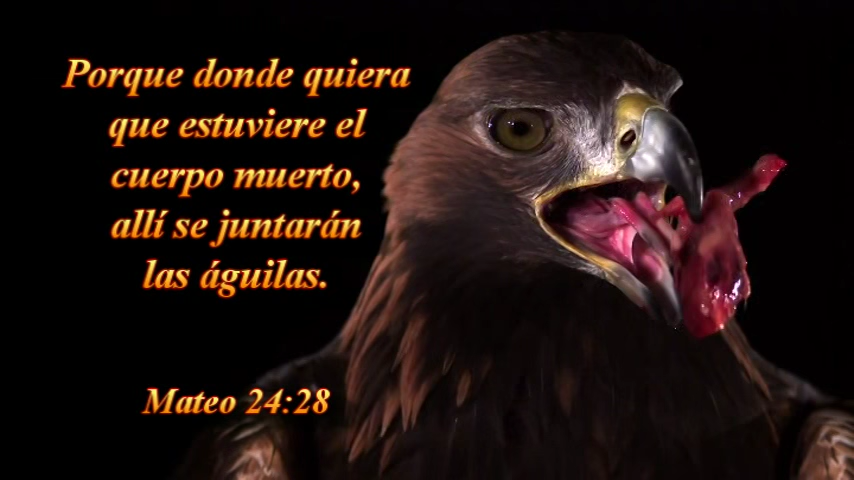 Porque donde quiera
que estuviere el
cuerpo muerto,
allí se juntarán
las águilas.
Mateo 24:28